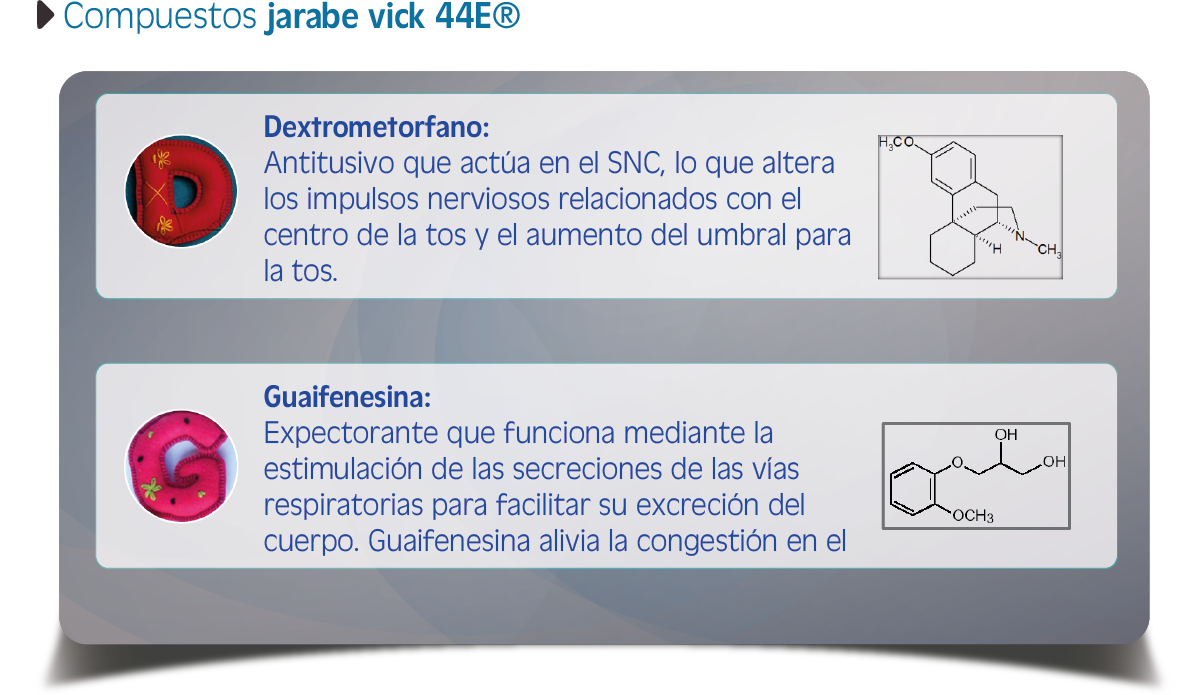 Compuestos jarabe vick 44E®
Dextrometorfano:
Antitusivo que actúa en el SNC, lo que altera
los impulsos nerviosos relacionados con el
centro de la tos y el aumento del umbral para
la tos.
H₃CO
H
N
CH₃
Guaifenesina:
Expectorante que funciona mediante la
estimulación de las secreciones de las vías
respiratorias para facilitar su excreción del
cuerpo. Guaifenesina alivia la congestión en el
OH
O
OH
OCH₃
D
G